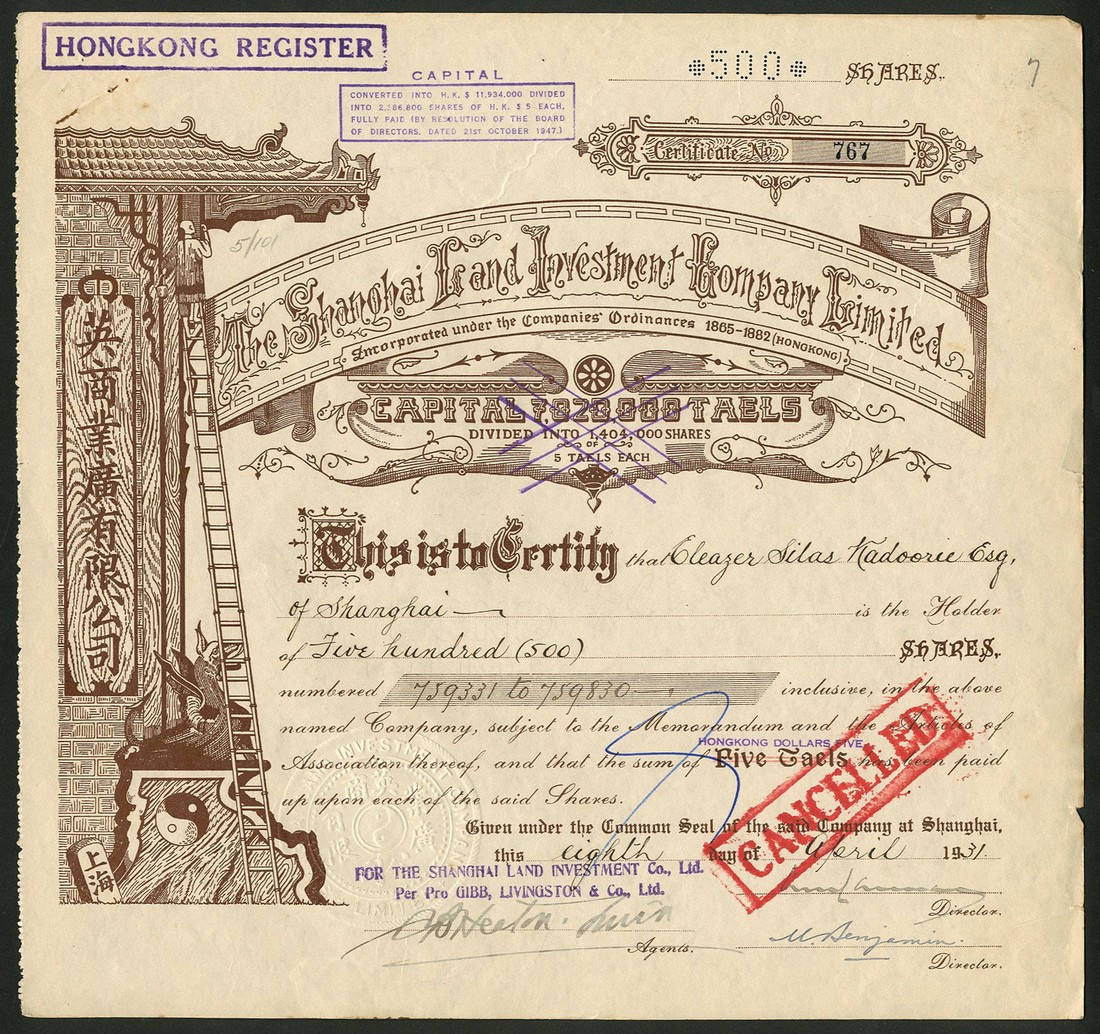 HONGKONG REGISTER
CAPITAL
CONVERTED INTO H.K. $ 11,934,000 DIVIDED
INTO 2,386,800 SHARES OF H.K. $ 5 EACH,
FULLY PAID (BY RESOLUTION OF THE BOARD
OF DIRECTORS. DATED 21ST OCTOBER 1947.)
*500* SHARES.
7
Certificate No 767
5/101
The Shanghai Land Investment Company Limited.
Incorporated under the Companies' Ordinances 1865-1882 (HONGKONG)
CAPITAL 7,020,000 TAELS
DIVIDED INTO 1,404,000 SHARES
OF
5 TAELS EACH
英商業廣有限公司
上海
This is to Certify that Eleazer Silas Kadoorie Esq,
of Shanghai is the Holder
of Five hundred (500) SHARES,
numbered 759331 to 759830 inclusive, in the above
named Company, subject to the Memorandum and the Articles of
HONGKONG DOLLARS FIVE
Association thereof, and that the sum of Five Taels has been paid
up upon each of the said Shares.
Given under the Common Seal of the said Company at Shanghai,
this eighth day of April 1931.
CANCELLED
FOR THE SHANGHAI LAND INVESTMENT Co., Ltd.
Per Pro GIBB, LIVINGSTON & Co., Ltd.
Agents.
Director.
M. Benjamin.
Director.